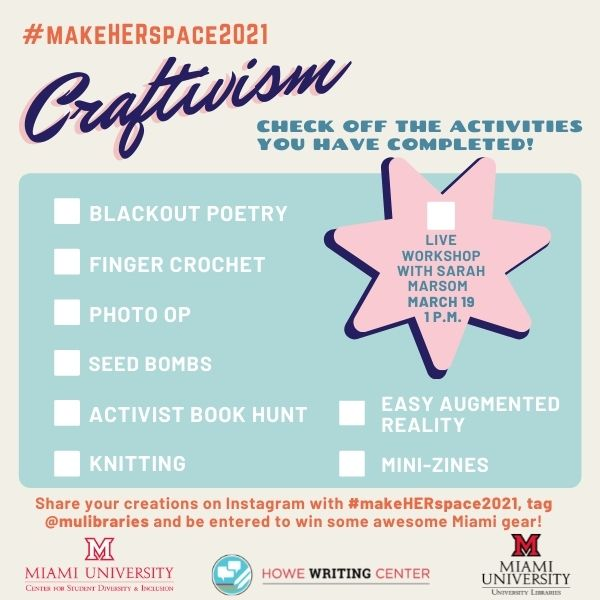 #MAKEHERSPACE2021
Craftivism
CHECK OFF THE ACTIVITIES
YOU HAVE COMPLETED!
BLACKOUT POETRY
FINGER CROCHET
PHOTO OP
SEED BOMBS
ACTIVIST BOOK HUNT
KNITTING
LIVE
WORKSHOP
WITH SARAH
MARSOM
MARCH 19
1 P.M.
EASY AUGMENTED
REALITY
MINI-ZINES
Share your creations on Instagram with #makeHERspace2021, tag
@mulibraries and be entered to win some awesome Miami gear!
M
MIAMI UNIVERSITY
CENTER FOR STUDENT DIVERSITY & INCLUSION
HOWE WRITING CENTER
M
MIAMI
UNIVERSITY
UNIVERSITY LIBRARIES